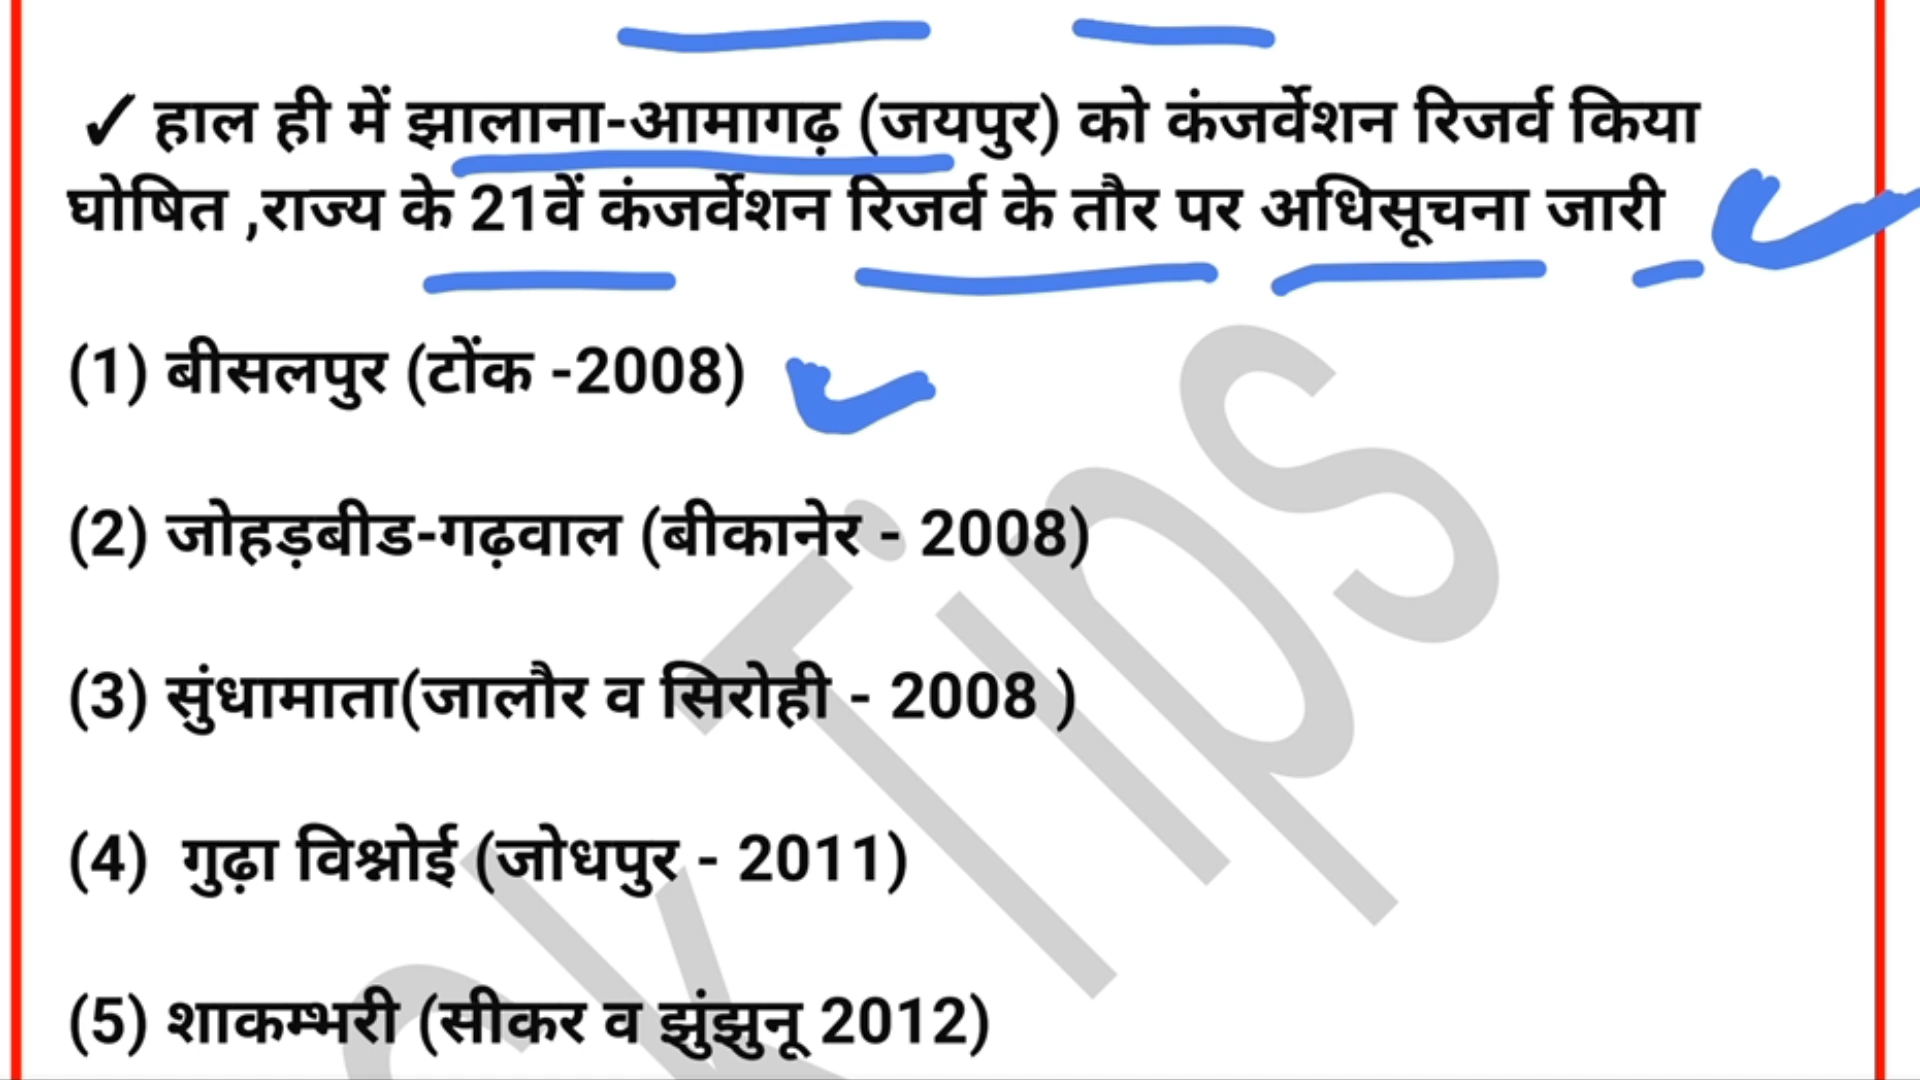 ✓ हाल ही में झालाना-आमागढ़ (जयपुर) को कंजर्वेशन रिजर्व किया
घोषित ,राज्य के 21वें कंजर्वेशन रिजर्व के तौर पर अधिसूचना जारी
(1) बीसलपुर (टोंक -2008)
(2) जोहड़बीड-गढ़वाल (बीकानेर - 2008)
(3) सुंधामाता(जालौर व सिरोही - 2008 )
(4) गुढ़ा विश्नोई (जोधपुर - 2011)
(5) शाकम्भरी (सीकर व झुंझुनू 2012)
Tips